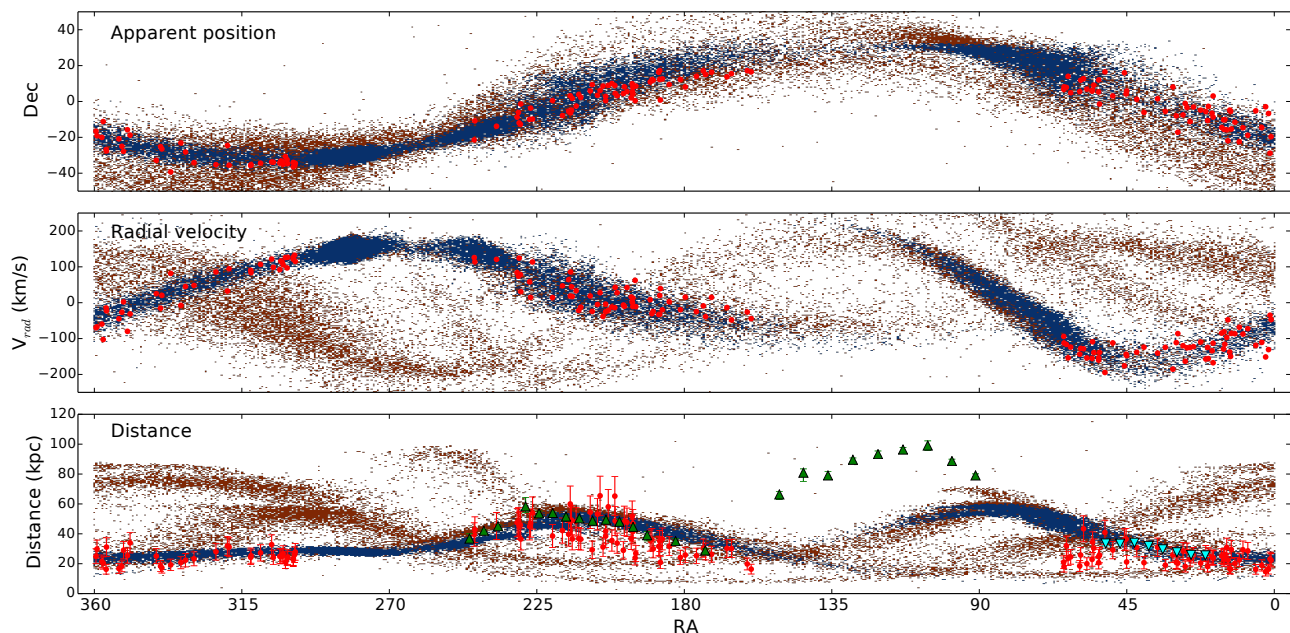 Apparent position
Dec
40
20
0
−20
−40
Radial velocity
V_rad (km/s)
200
100
0
−100
−200
Distance
Distance (kpc)
120
100
80
60
40
20
0
360 315 270 225 180 135 90 45 0
RA